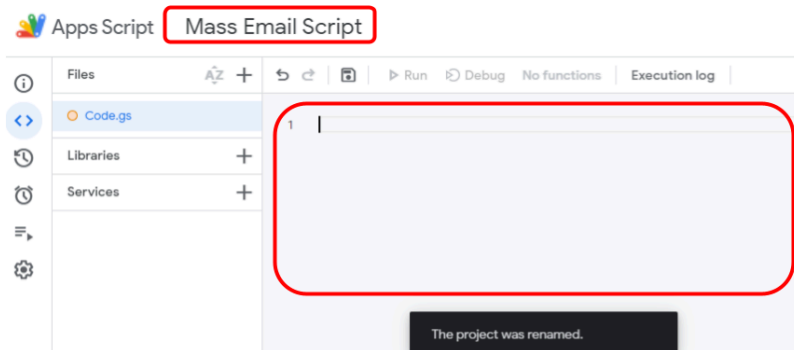 Apps Script Mass Email Script
Files AZ Run Debug No functions Execution log
Code.gs
1
Libraries
Services
The project was renamed.